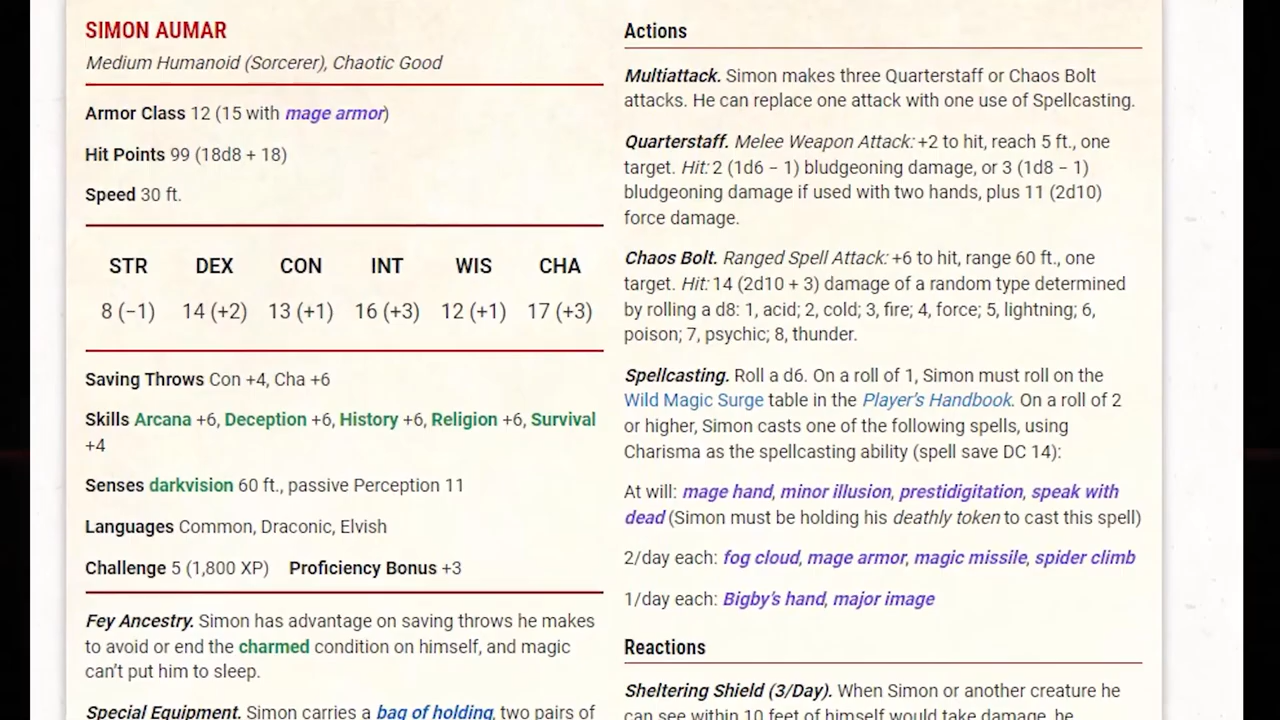 SIMON AUMAR
Medium Humanoid (Sorcerer), Chaotic Good
Armor Class 12 (15 with mage armor)
Hit Points 99 (18d8 + 18)
Speed 30 ft.
STR DEX CON INT WIS CHA
8 (−1) 14 (+2) 13 (+1) 16 (+3) 12 (+1) 17 (+3)
Saving Throws Con +4, Cha +6
Skills Arcana +6, Deception +6, History +6, Religion +6, Survival
+4
Senses darkvision 60 ft., passive Perception 11
Languages Common, Draconic, Elvish
Challenge 5 (1,800 XP) Proficiency Bonus +3
Fey Ancestry. Simon has advantage on saving throws he makes
to avoid or end the charmed condition on himself, and magic
can’t put him to sleep.
Special Equipment. Simon carries a bag of holding, two pairs of
Actions
Multiattack. Simon makes three Quarterstaff or Chaos Bolt
attacks. He can replace one attack with one use of Spellcasting.
Quarterstaff. Melee Weapon Attack: +2 to hit, reach 5 ft., one
target. Hit: 2 (1d6 − 1) bludgeoning damage, or 3 (1d8 − 1)
bludgeoning damage if used with two hands, plus 11 (2d10)
force damage.
Chaos Bolt. Ranged Spell Attack: +6 to hit, range 60 ft., one
target. Hit: 14 (2d10 + 3) damage of a random type determined
by rolling a d8: 1, acid; 2, cold; 3, fire; 4, force; 5, lightning; 6,
poison; 7, psychic; 8, thunder.
Spellcasting. Roll a d6. On a roll of 1, Simon must roll on the
Wild Magic Surge table in the Player’s Handbook. On a roll of 2
or higher, Simon casts one of the following spells, using
Charisma as the spellcasting ability (spell save DC 14):
At will: mage hand, minor illusion, prestidigitation, speak with
dead (Simon must be holding his deathly token to cast this spell)
2/day each: fog cloud, mage armor, magic missile, spider climb
1/day each: Bigby’s hand, major image
Reactions
Sheltering Shield (3/Day). When Simon or another creature he
can see within 10 feet of himself would take damage, he